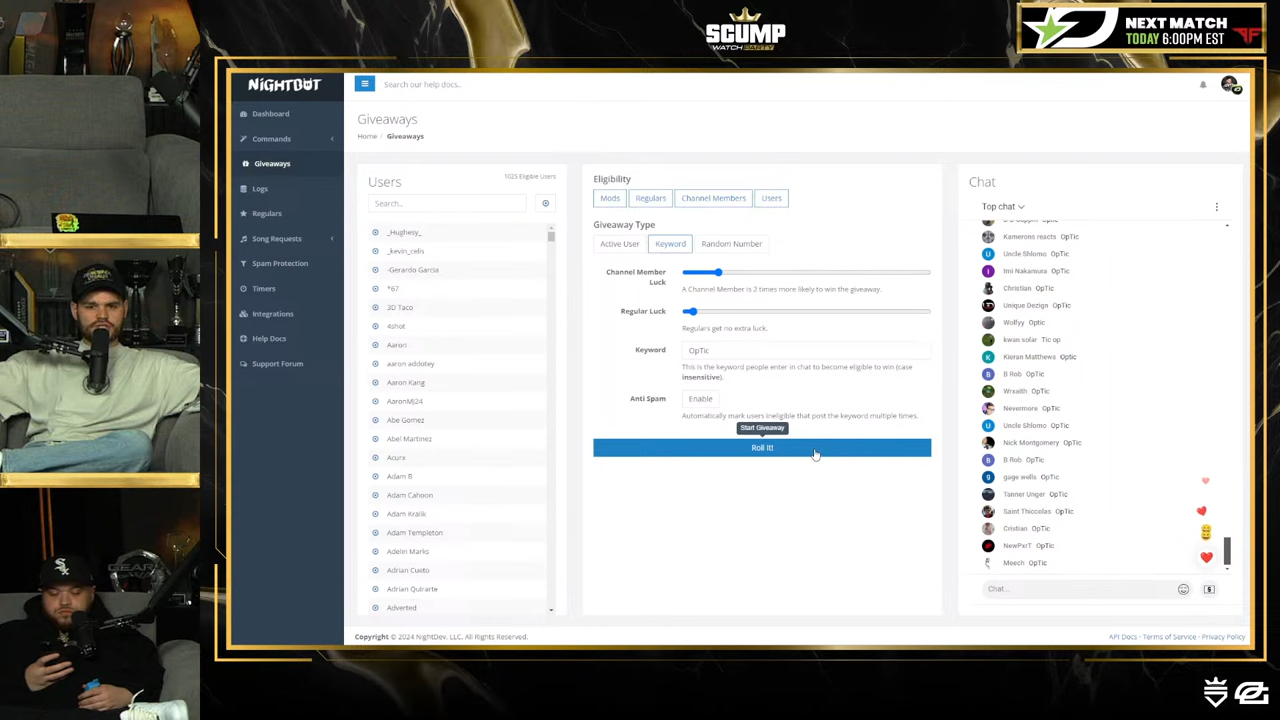 SCUMP
WATCH PARTY
NEXT MATCH
TODAY 6:00PM EST
NiGHTBOT
Search our help docs..
Dashboard
Commands
Giveaways
Logs
Regulars
Song Requests
Spam Protection
Timers
Integrations
Help Docs
Support Forum
Giveaways
Home / Giveaways
Users
1025 Eligible Users
Search...
_Hughesy_
_kevin_celis
-Gerardo Garcia
*67
3D Taco
4shot
Aaron
aaron addotey
Aaron Kang
AaronMJ24
Abe Gomez
Abel Martinez
Acurx
Adam B
Adam Cahoon
Adam Kralik
Adam Templeton
Adelin Marks
Adrian Cueto
Adrian Quirarte
Adverted
Eligibility
Mods Regulars Channel Members Users
Giveaway Type
Active User Keyword Random Number
Channel Member
Luck
A Channel Member is 2 times more likely to win the giveaway.
Regular Luck
Regulars get no extra luck.
Keyword OpTic
This is the keyword people enter in chat to become eligible to win (case
insensitive).
Anti Spam Enable
Automatically mark users ineligible that post the keyword multiple times.
Start Giveaway
Roll It!
Chat
Top chat
Kamerons reacts OpTic
Uncle Shlomo OpTic
Imi Nakamura OpTic
Christian OpTic
Unique Dezign OpTic
Wolfyy Optic
kwan solar Tic op
Kieran Matthews Optic
B Rob OpTic
Wrxaith OpTic
Nevermore OpTic
Uncle Shlomo OpTic
Nick Montgomery OpTic
B Rob OpTic
gage wells OpTic
Tanner Unger OpTic
Saint Thiccolas OpTic
Cristian OpTic
NewPxrT OpTic
Meech OpTic
Chat...
Copyright © 2024 NightDev, LLC. All Rights Reserved.
API Docs - Terms of Service - Privacy Policy